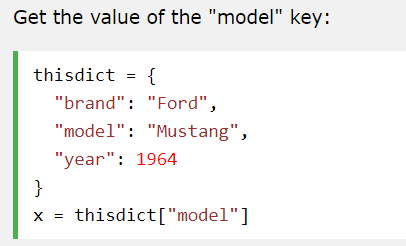 Get the value of the "model" key:
thisdict = {
  "brand": "Ford",
  "model": "Mustang",
  "year": 1964
}
x = thisdict["model"]